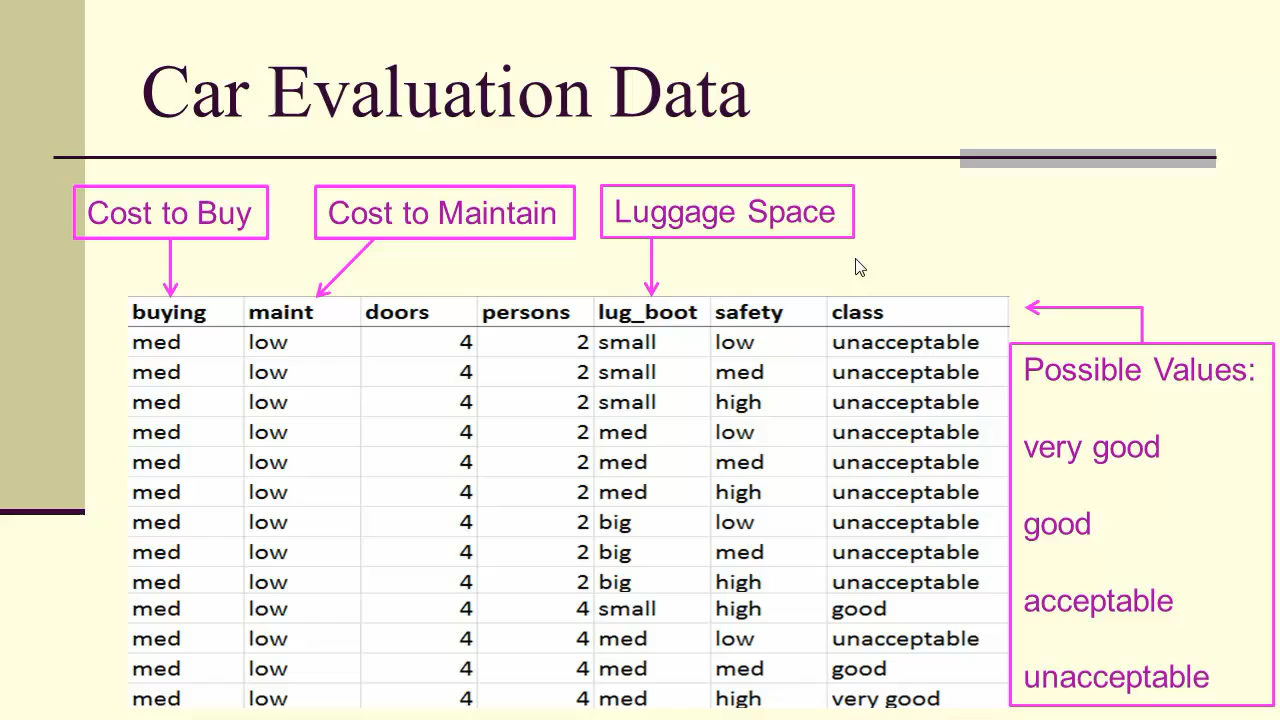 Car Evaluation Data
Cost to Buy
Cost to Maintain
Luggage Space
buying maint doors persons lug_boot safety class
med low 4 2 small low unacceptable
med low 4 2 small med unacceptable
med low 4 2 small high unacceptable
med low 4 2 med low unacceptable
med low 4 2 med med unacceptable
med low 4 2 med high unacceptable
med low 4 2 big low unacceptable
med low 4 2 big med unacceptable
med low 4 2 big high unacceptable
med low 4 4 small high good
med low 4 4 med low unacceptable
med low 4 4 med med good
med low 4 4 med high very good
Possible Values:
very good
good
acceptable
unacceptable